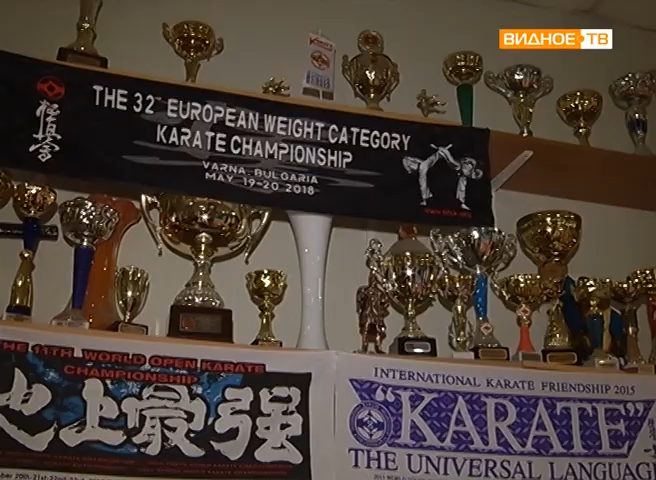 ВИДНОЕ ТВ
THE 32ND EUROPEAN WEIGHT CATEGORY
KARATE CHAMPIONSHIP
VARNA, BULGARIA
MAY 19-20 2018
極真会
THE 11TH WORLD OPEN KARATE
CHAMPIONSHIP
史上最强
INTERNATIONAL KARATE FRIENDSHIP 2015
"KARATE"
THE UNIVERSAL LANGUAGE